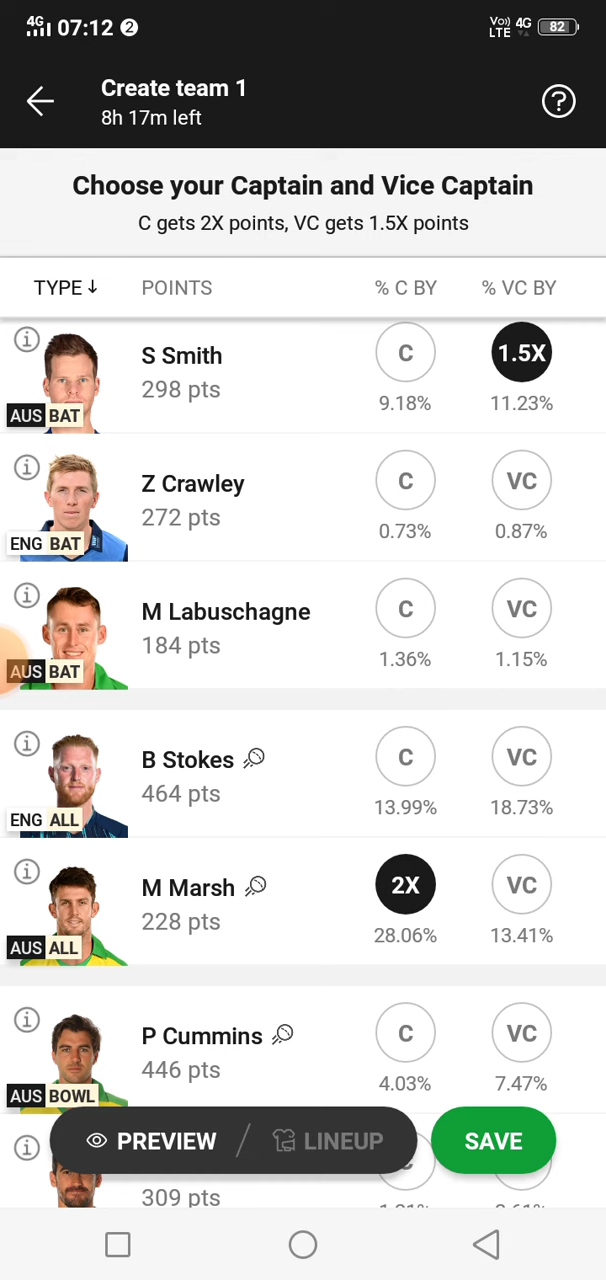 4G 07:12 2 Vo)) LTE 4G 82
Create team 1
8h 17m left
?
Choose your Captain and Vice Captain
C gets 2X points, VC gets 1.5X points
TYPE↓ POINTS % C BY % VC BY
i S Smith C 1.5X
298 pts
AUS BAT 9.18% 11.23%
i Z Crawley C VC
272 pts
ENG BAT 0.73% 0.87%
i M Labuschagne C VC
184 pts
AUS BAT 1.36% 1.15%
i B Stokes C VC
464 pts
ENG ALL 13.99% 18.73%
i M Marsh 2X VC
228 pts
AUS ALL 28.06% 13.41%
i P Cummins C VC
446 pts
AUS BOWL 4.03% 7.47%
i PREVIEW / LINEUP SAVE
309 pts